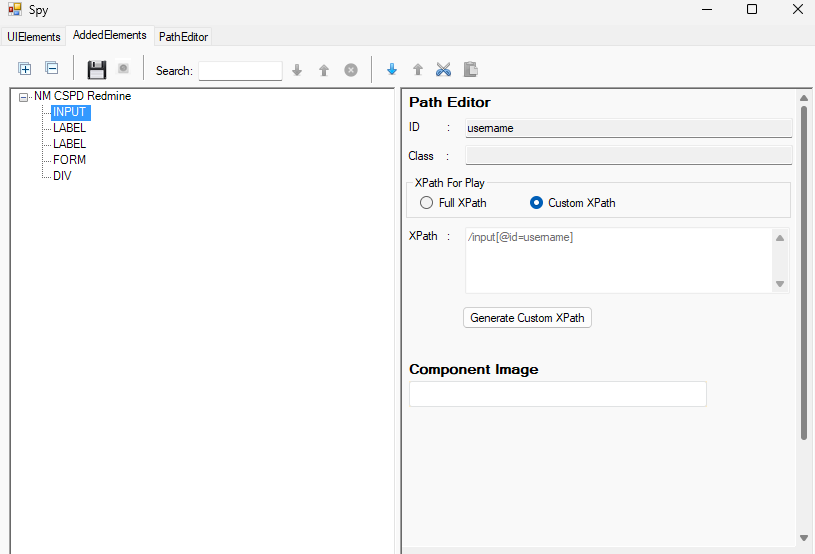 Spy
UIElements AddedElements PathEditor
Search:
NM CSPD Redmine
INPUT
LABEL
LABEL
FORM
DIV
Path Editor
ID : username
Class :
XPath For Play
Full XPath Custom XPath
XPath : /input[@id=username]
Generate Custom XPath
Component Image